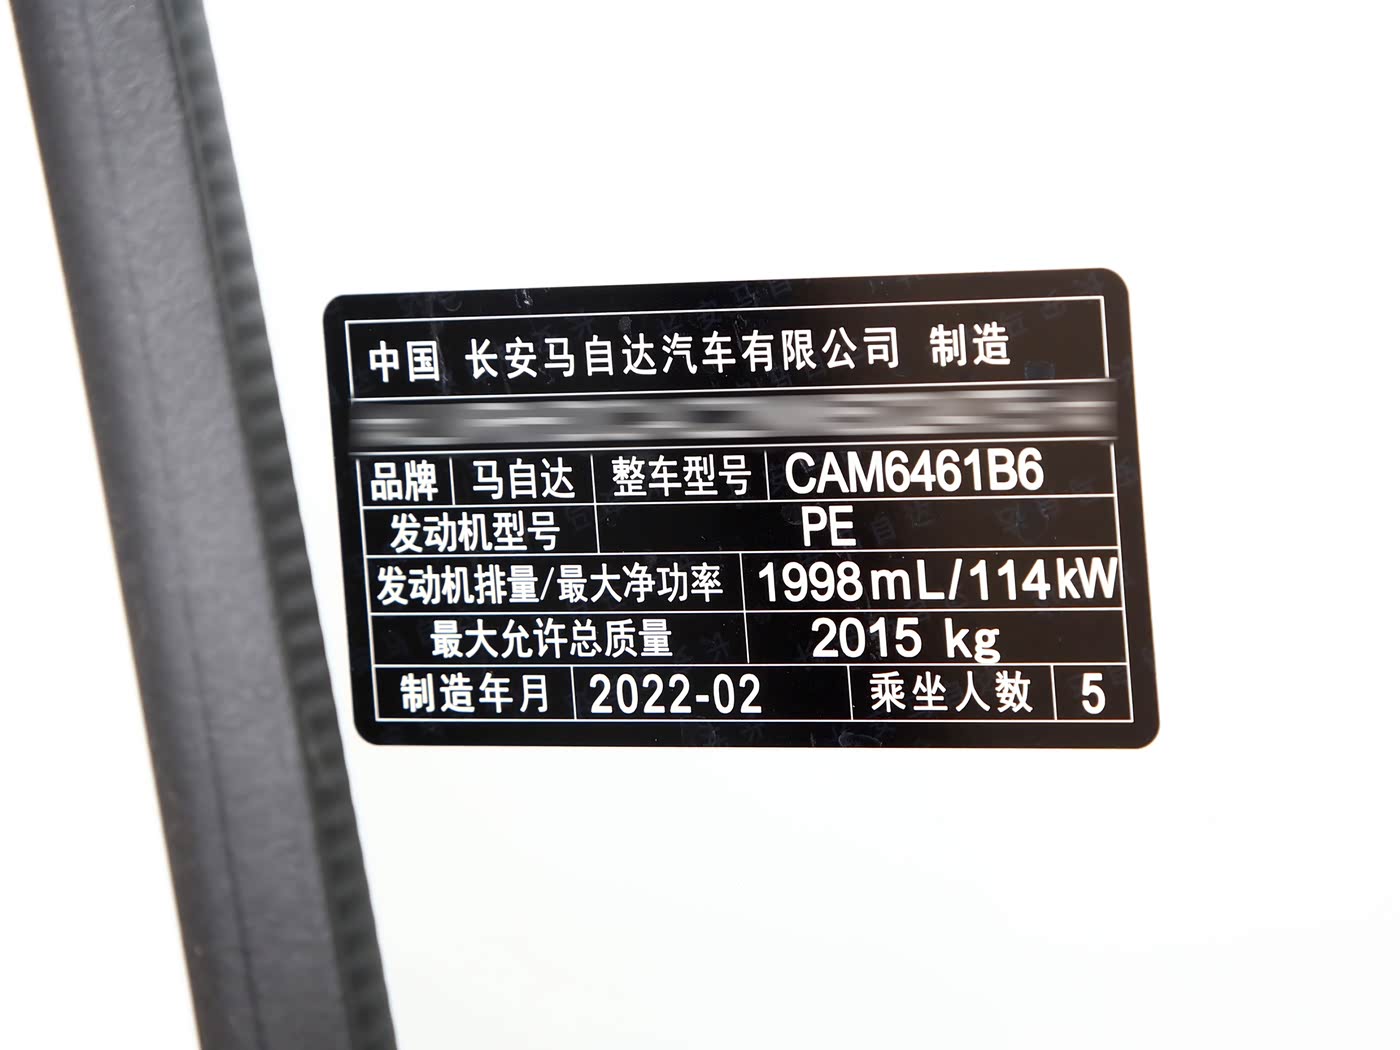 中国 长安马自达汽车有限公司 制造
品牌 马自达 整车型号 CAM6461B6
发动机型号 PE
发动机排量/最大净功率 1998mL/114kW
最大允许总质量 2015 kg
制造年月 2022-02 乘坐人数 5